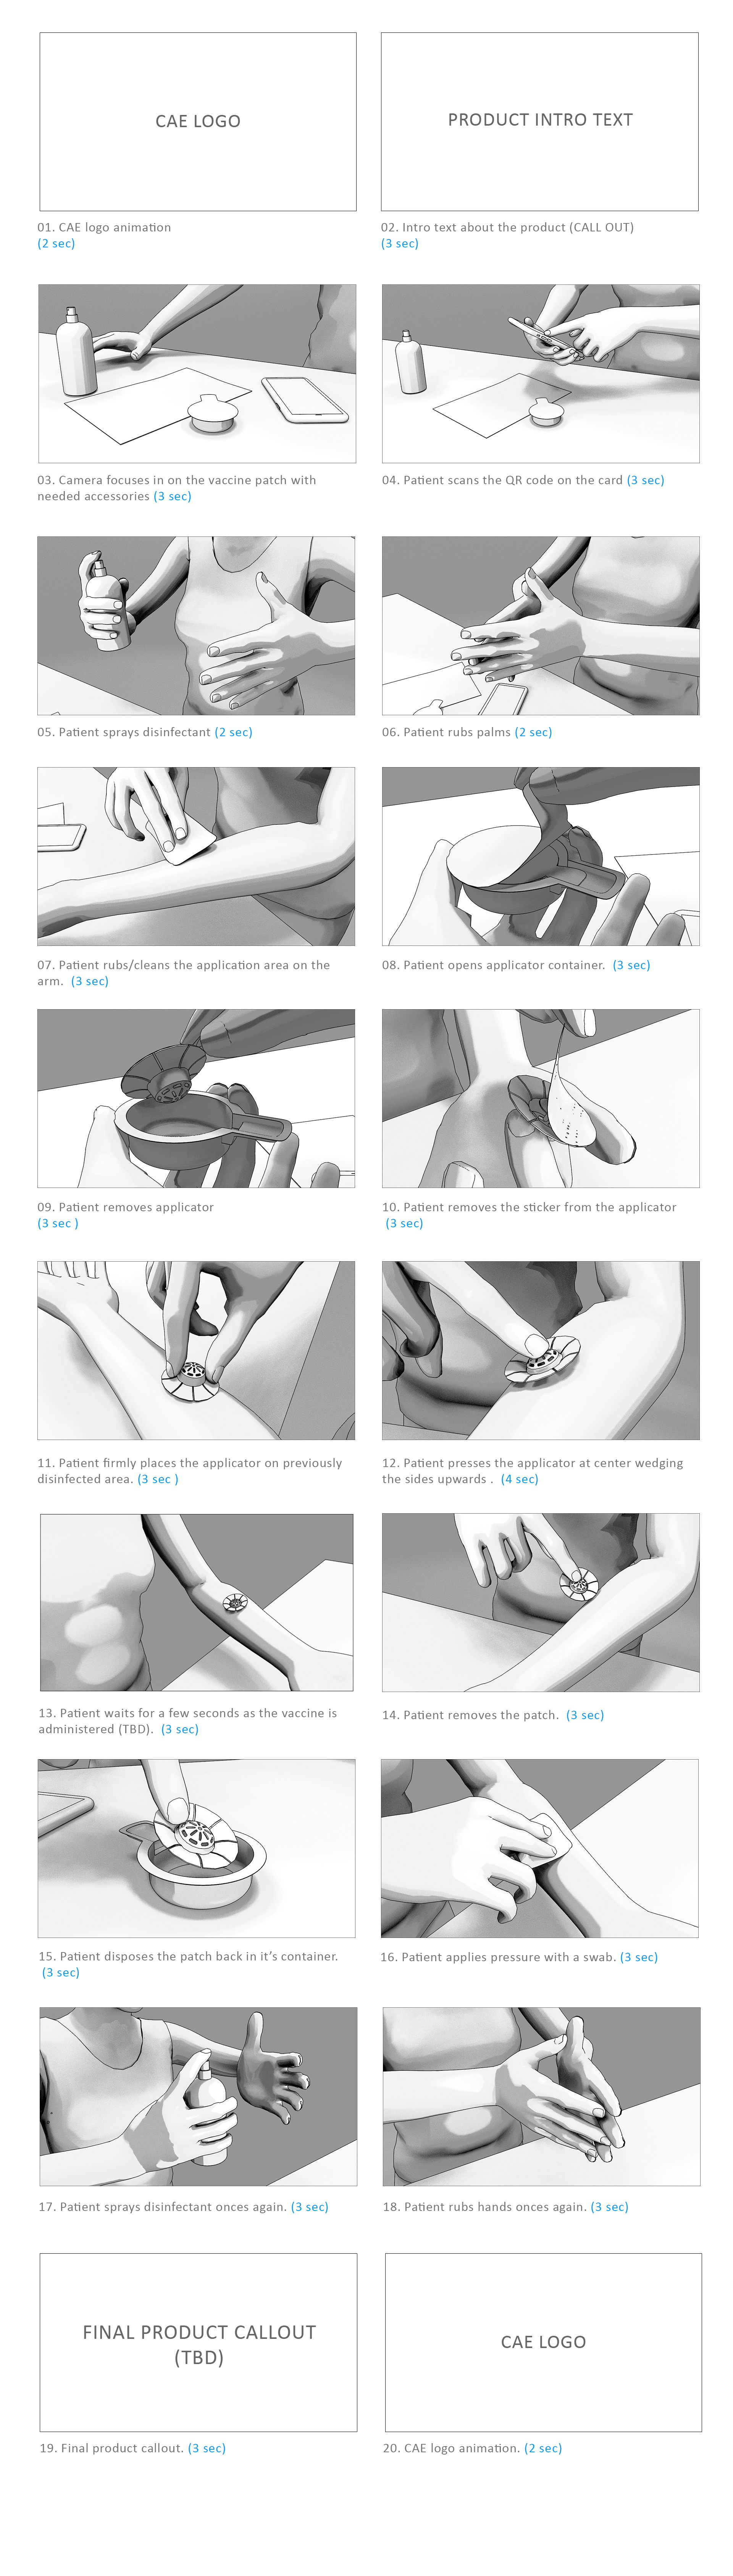 CAE LOGO
PRODUCT INTRO TEXT
01. CAE logo animation
(2 sec)
02. Intro text about the product (CALL OUT)
(3 sec)
03. Camera focuses in on the vaccine patch with
needed accessories (3 sec)
04. Patient scans the QR code on the card (3 sec)
05. Patient sprays disinfectant (2 sec)
06. Patient rubs palms (2 sec)
07. Patient rubs/cleans the application area on the
arm.  (3 sec)
08. Patient opens applicator container.  (3 sec)
09. Patient removes applicator
(3 sec )
10. Patient removes the sticker from the applicator
(3 sec)
11. Patient firmly places the applicator on previously
disinfected area. (3 sec )
12. Patient presses the applicator at center wedging
the sides upwards .  (4 sec)
13. Patient waits for a few seconds as the vaccine is
administered (TBD).  (3 sec)
14. Patient removes the patch.  (3 sec)
15. Patient disposes the patch back in it’s container.
(3 sec)
16. Patient applies pressure with a swab. (3 sec)
17. Patient sprays disinfectant onces again. (3 sec)
18. Patient rubs hands onces again. (3 sec)
FINAL PRODUCT CALLOUT
(TBD)
CAE LOGO
19. Final product callout. (3 sec)
20. CAE logo animation. (2 sec)